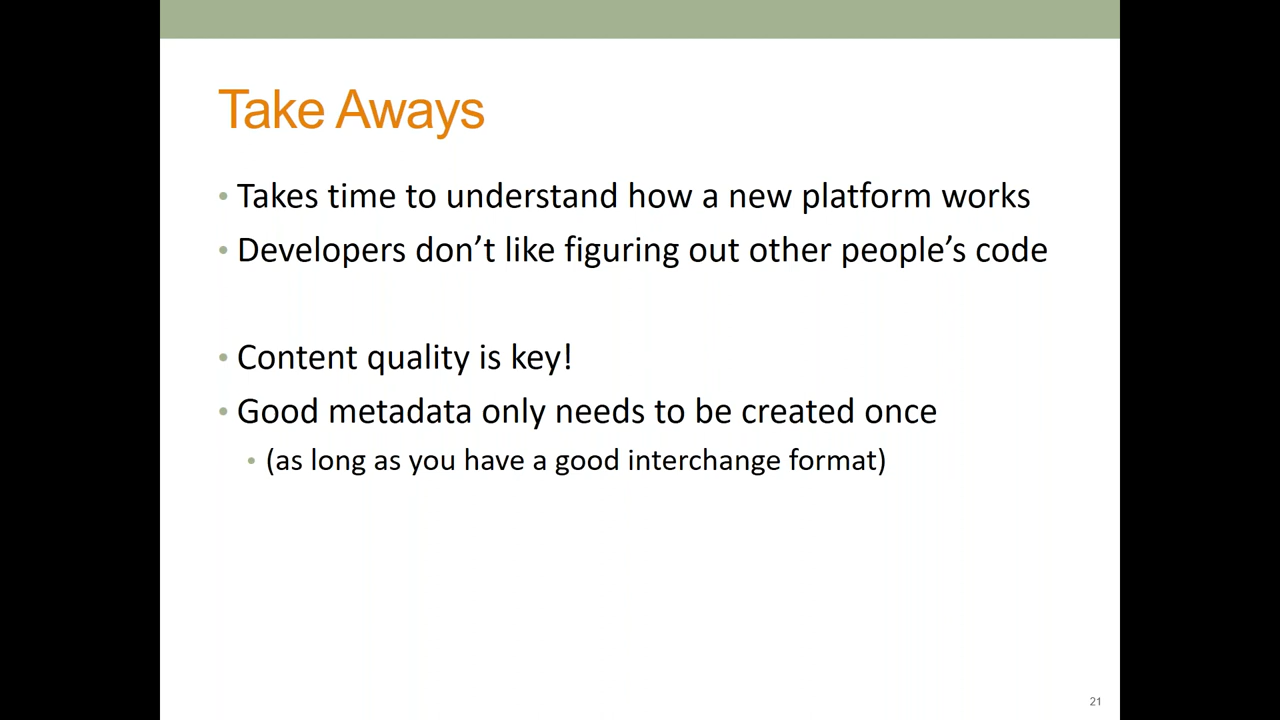 Take Aways
• Takes time to understand how a new platform works
• Developers don’t like figuring out other people’s code
• Content quality is key!
• Good metadata only needs to be created once
• (as long as you have a good interchange format)
21